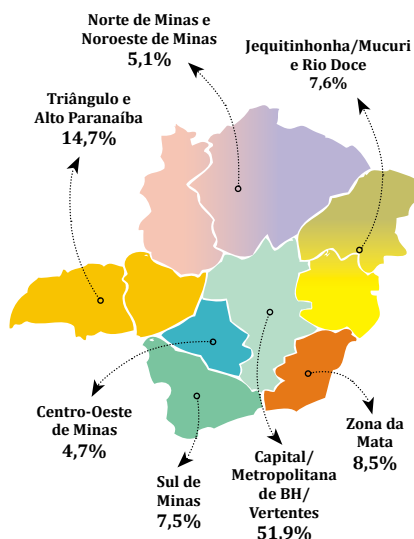 Norte de Minas e
Noroeste de Minas
5,1%
Jequitinhonha/Mucuri
e Rio Doce
7,6%
Triângulo e
Alto Paranaíba
14,7%
Centro-Oeste
de Minas
4,7%
Sul de
Minas
7,5%
Capital/
Metropolitana
de BH/
Vertentes
51,9%
Zona da
Mata
8,5%